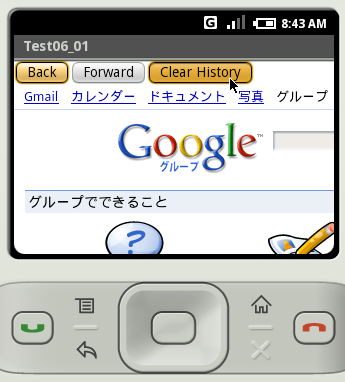 G 8:43 AM
Test06_01
Back Forward Clear History
Gmail カレンダー ドキュメント 写真 グループ
Google™
グループ
グループでできること
?